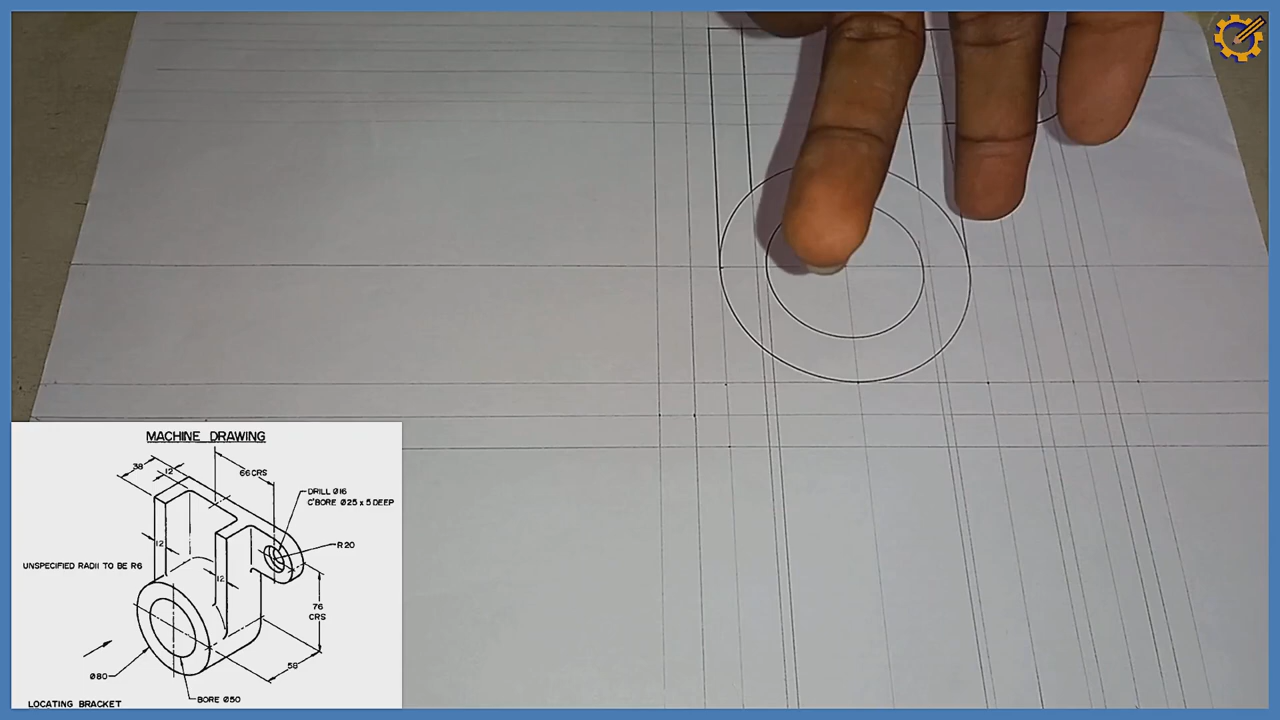 MACHINE DRAWING
38
12
66 CRS
DRILL Ø16
C'BORE Ø25 x 5 DEEP
12
R 20
UNSPECIFIED RADII TO BE R6
12
76
CRS
58
Ø80
BORE Ø50
LOCATING BRACKET